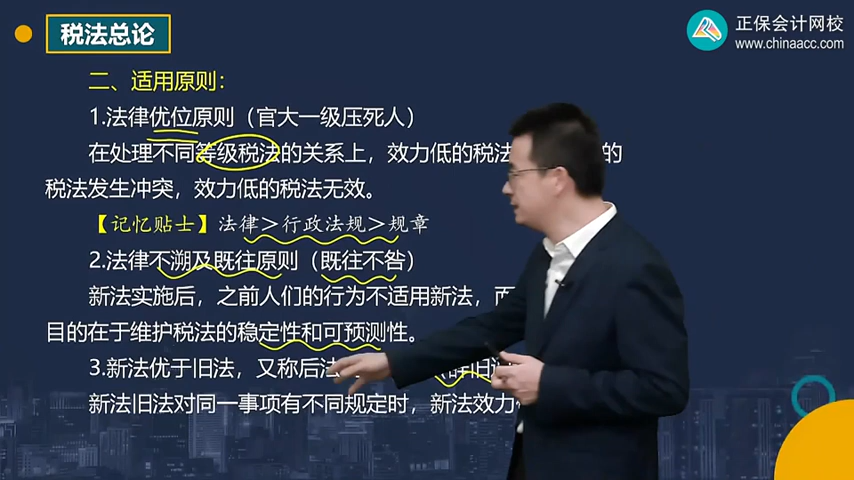 税法总论
正保会计网校
www.chinaacc.com
二、适用原则：
1.法律优位原则（官大一级压死人）
在处理不同等级税法的关系上，效力低的税法 的
税法发生冲突，效力低的税法无效。
【记忆贴士】法律＞行政法规＞规章
2.法律不溯及既往原则（既往不咎）
新法实施后，之前人们的行为不适用新法，而
目的在于维护税法的稳定性和可预测性。
3.新法优于旧法，又称后法 （辞旧迎
新法旧法对同一事项有不同规定时，新法效力